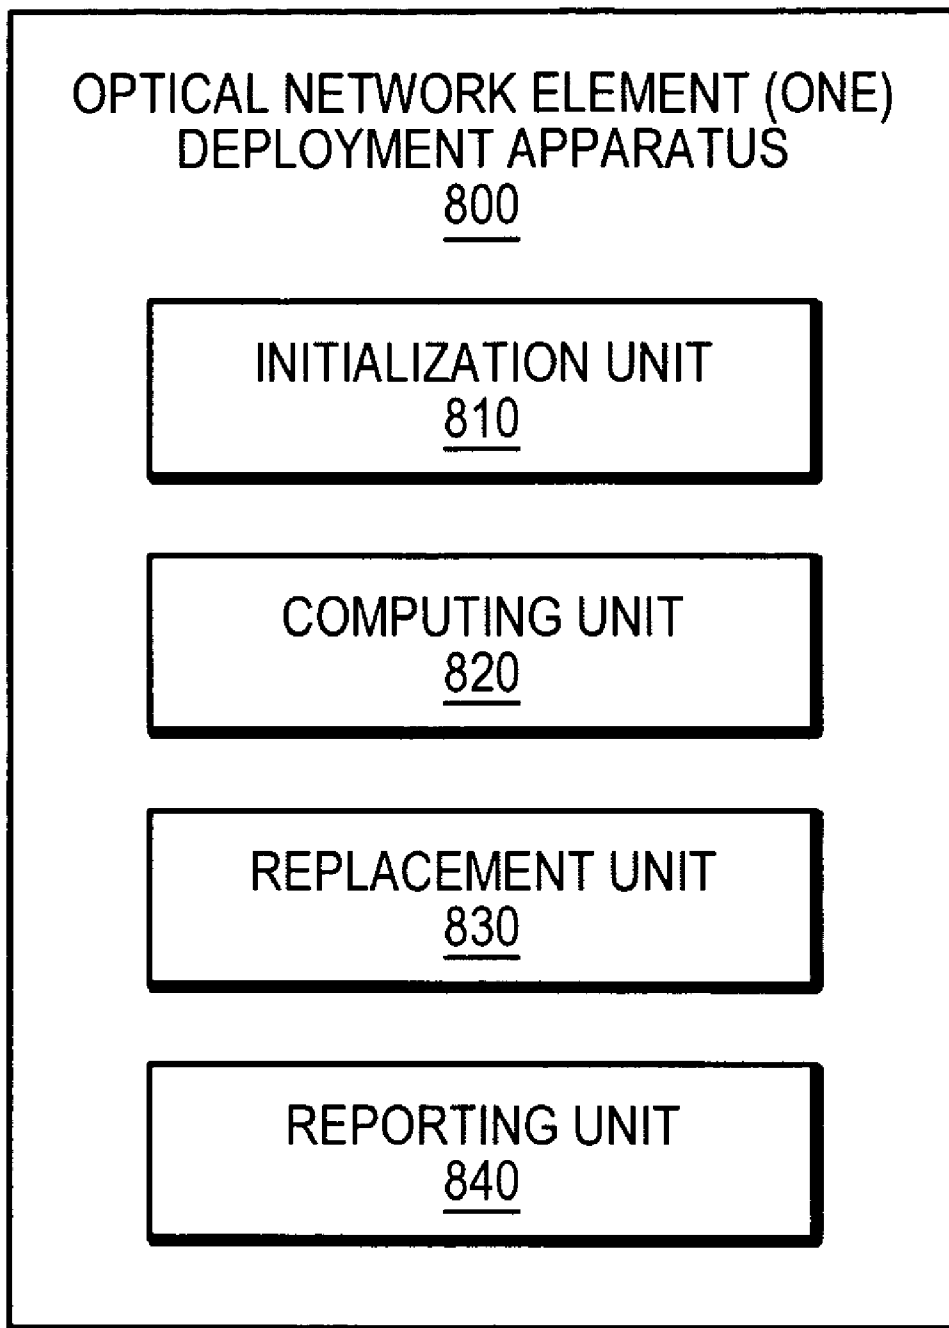 OPTICAL NETWORK ELEMENT (ONE)
DEPLOYMENT APPARATUS
800
INITIALIZATION UNIT
810
COMPUTING UNIT
820
REPLACEMENT UNIT
830
REPORTING UNIT
840